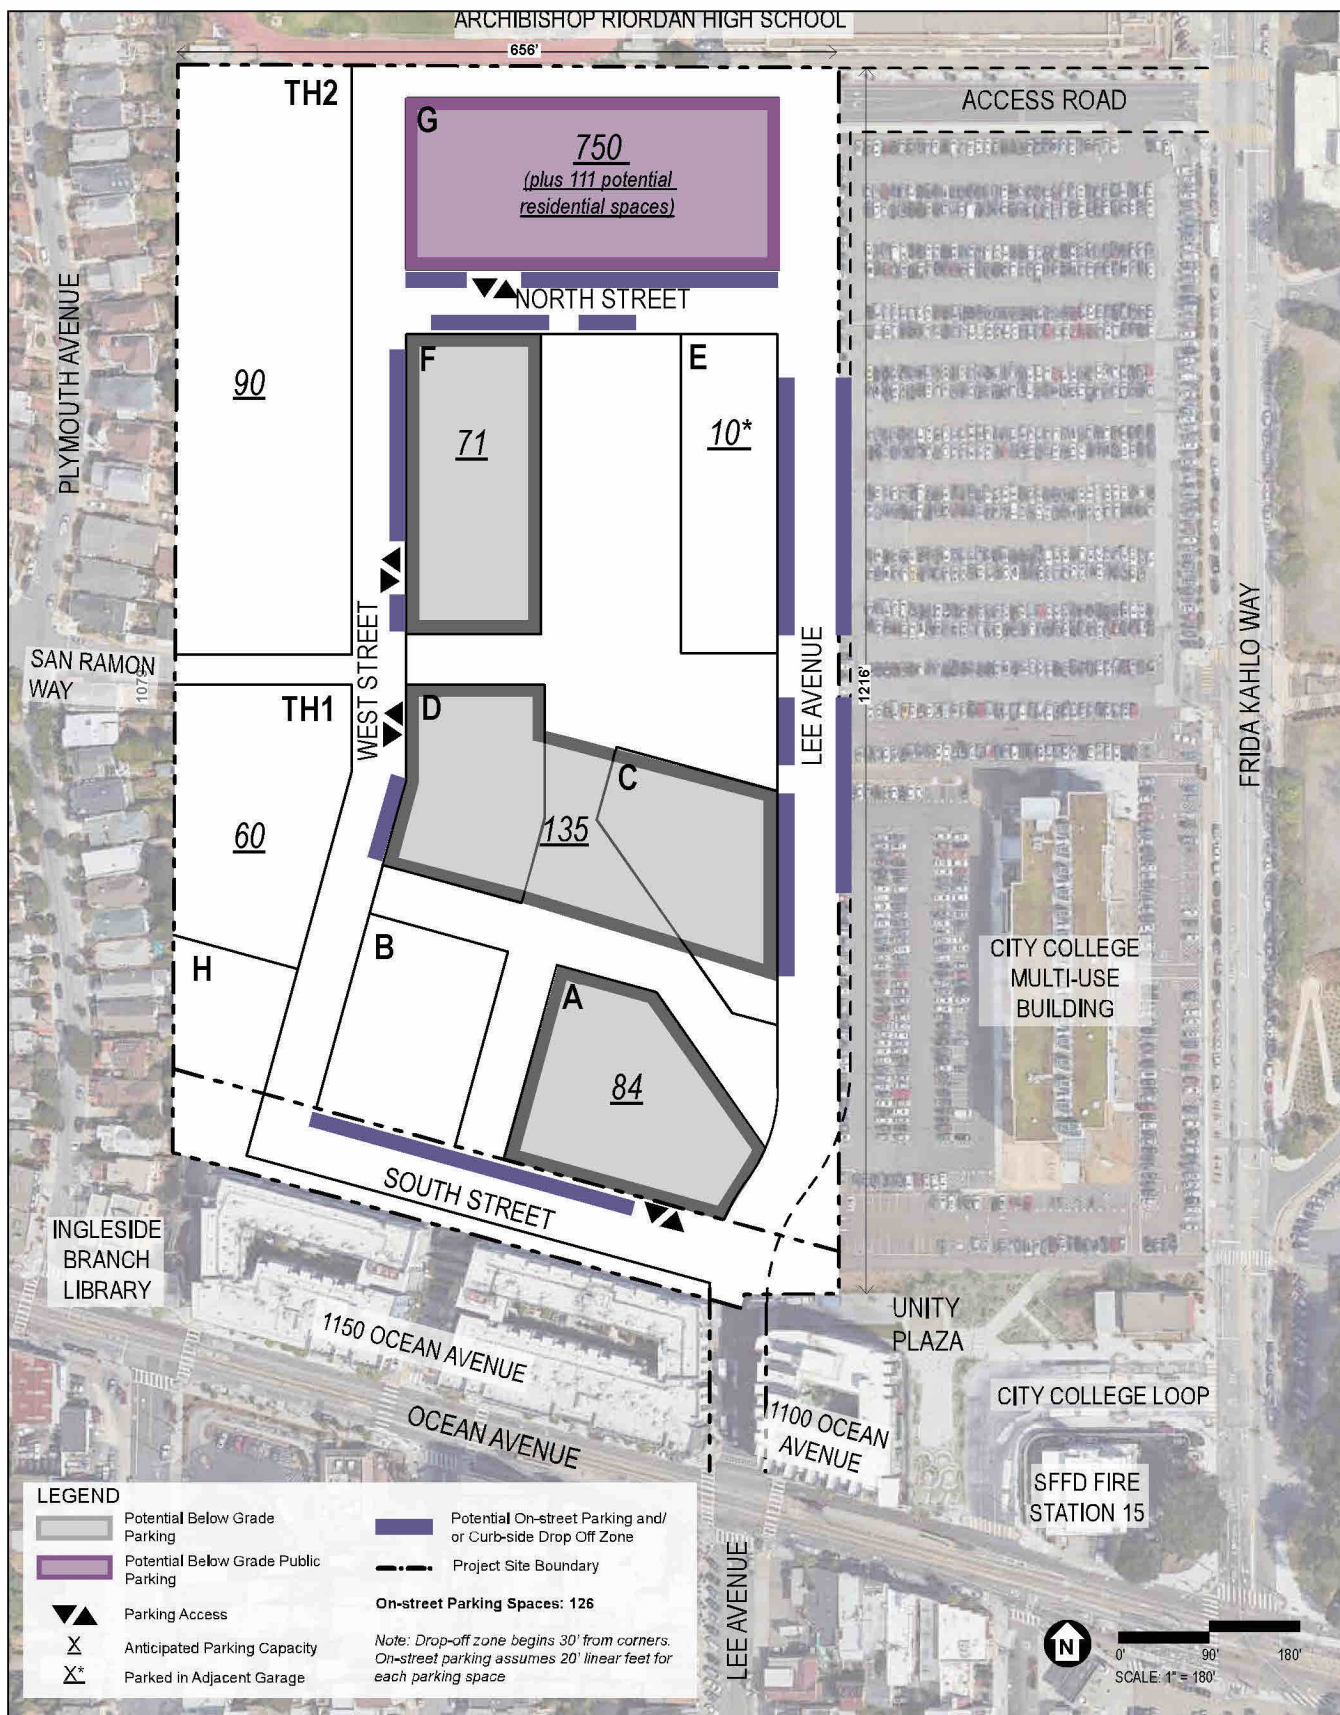 ARCHBISHOP RIORDAN HIGH SCHOOL
656'
TH2
G
750
(plus 111 potential
residential spaces)
ACCESS ROAD
NORTH STREET
PLYMOUTH AVENUE
90
F
71
E
10*
SAN RAMON
WAY
1079'
WEST STREET
LEE AVENUE
1216'
FRIDA KAHLO WAY
TH1
D
C
135
60
H
B
A
84
CITY COLLEGE
MULTI-USE
BUILDING
SOUTH STREET
INGLESIDE
BRANCH
LIBRARY
1150 OCEAN AVENUE
OCEAN AVENUE
UNITY
PLAZA
1100 OCEAN
AVENUE
CITY COLLEGE LOOP
SFFD FIRE
STATION 15
LEE AVENUE
LEGEND
Potential Below Grade
Parking
Potential Below Grade Public
Parking
Parking Access
X Anticipated Parking Capacity
X* Parked in Adjacent Garage
Potential On-street Parking and/
or Curb-side Drop Off Zone
Project Site Boundary
On-street Parking Spaces: 126
Note: Drop-off zone begins 30' from corners.
On-street parking assumes 20' linear feet for
each parking space
N
0' 90' 180'
SCALE: 1" = 180'